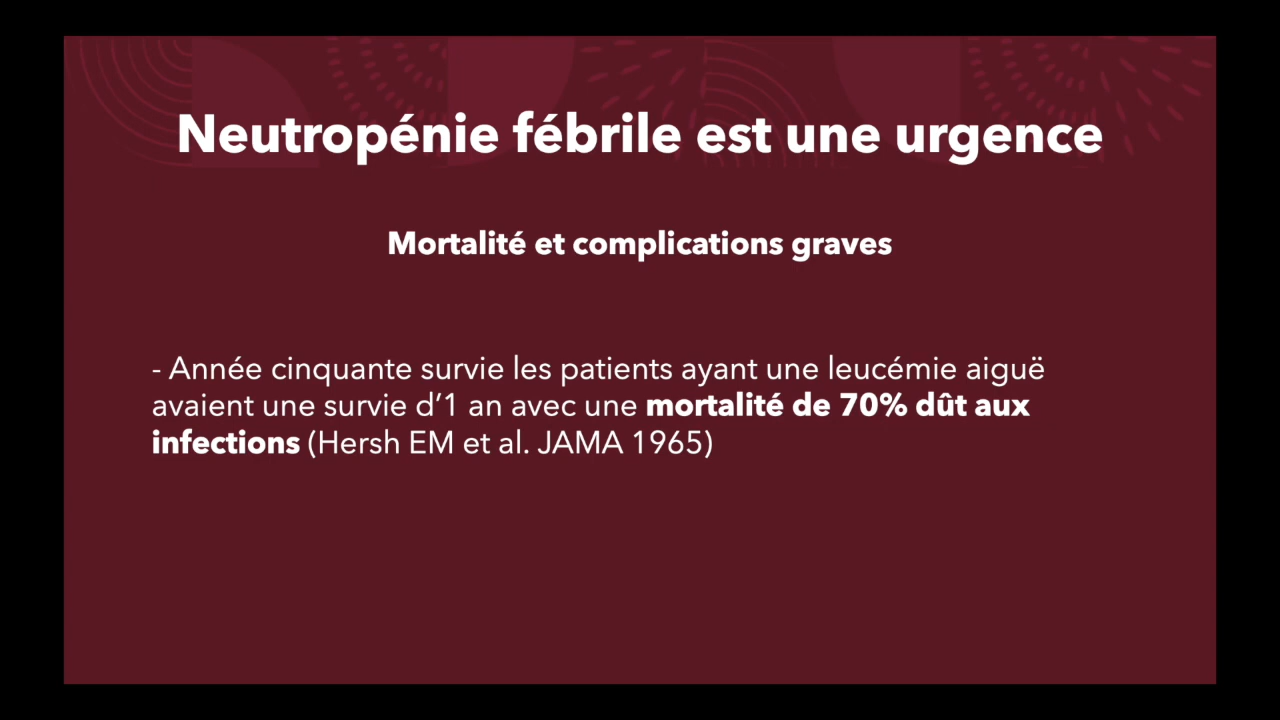 Neutropénie fébrile est une urgence
Mortalité et complications graves
- Année cinquante survie les patients ayant une leucémie aiguë
avaient une survie d’1 an avec une mortalité de 70% dût aux
infections (Hersh EM et al. JAMA 1965)